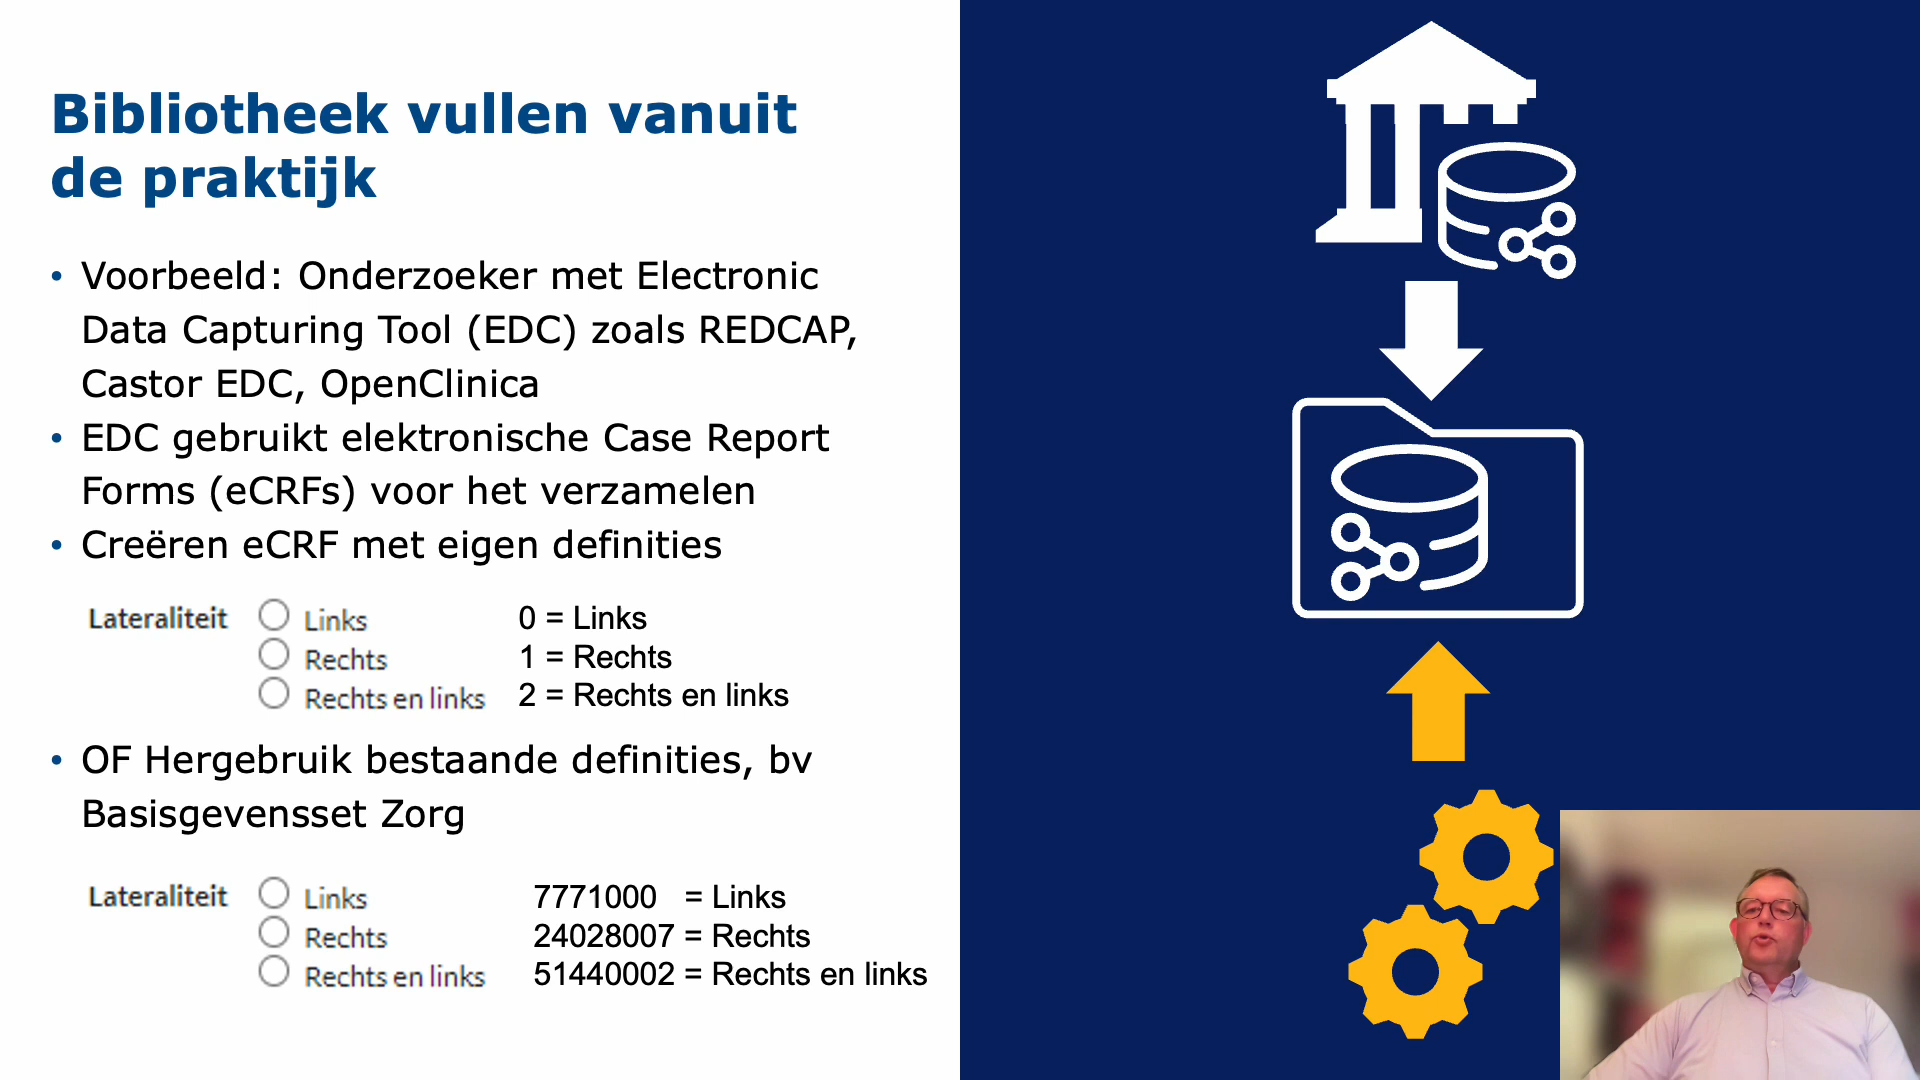 Bibliotheek vullen vanuit
de praktijk
• Voorbeeld: Onderzoeker met Electronic
Data Capturing Tool (EDC) zoals REDCAP,
Castor EDC, OpenClinica
• EDC gebruikt elektronische Case Report
Forms (eCRFs) voor het verzamelen
• Creëren eCRF met eigen definities
Lateraliteit Links 0 = Links
Rechts 1 = Rechts
Rechts en links 2 = Rechts en links
• OF Hergebruik bestaande definities, bv
Basisgevensset Zorg
Lateraliteit Links 7771000 = Links
Rechts 24028007 = Rechts
Rechts en links 51440002 = Rechts en links